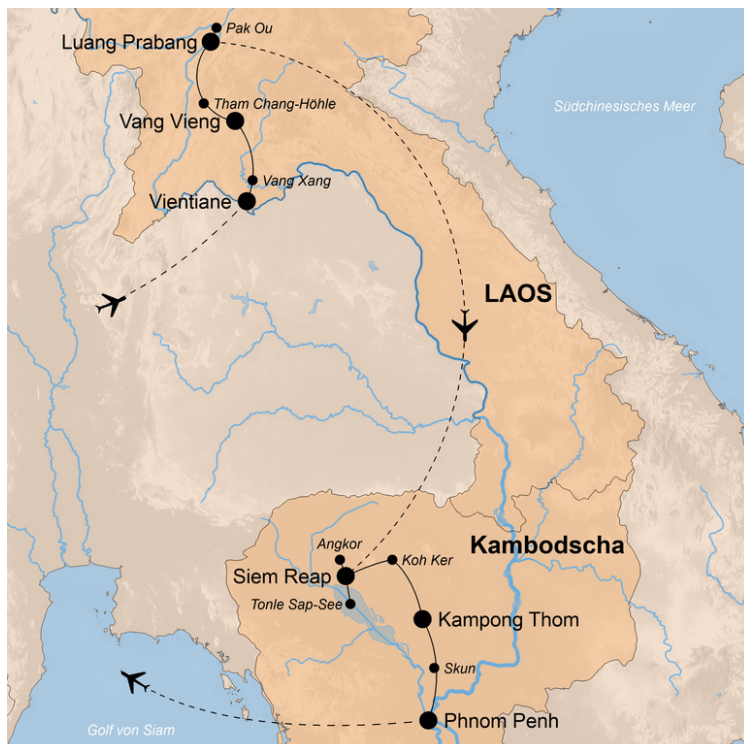 Pak Ou
Luang Prabang
Südchinesisches Meer
Tham Chang-Höhle
Vang Vieng
Vang Xang
Vientiane
LAOS
Kambodscha
Angkor
Koh Ker
Siem Reap
Tonle Sap-See
Kampong Thom
Skun
Phnom Penh
Golf von Siam